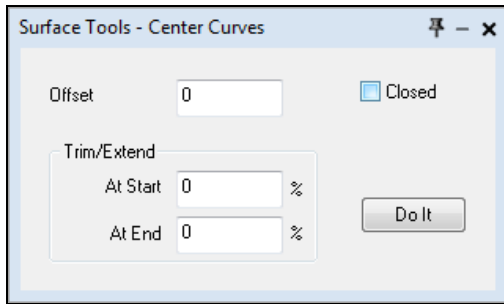 Surface Tools - Center Curves
Offset 0 Closed
Trim/Extend
At Start 0 %
At End 0 %
Do It